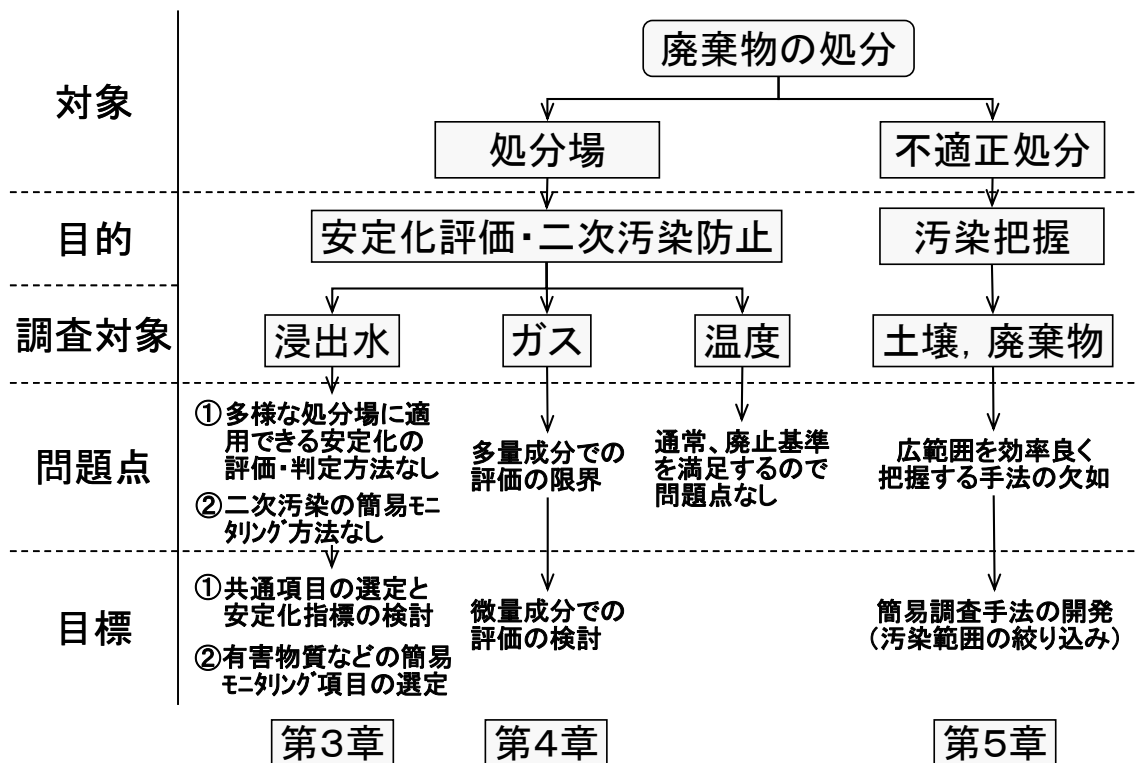 廃棄物の処分
対象
処分場
不適正処分
目的
安定化評価・二次汚染防止
汚染把握
調査対象
浸出水
ガス
温度
土壌, 廃棄物
問題点
①多様な処分場に適
用できる安定化の
評価・判定方法なし
②二次汚染の簡易ﾓﾆ
ﾀﾘﾝｸﾞ方法なし
多量成分での
評価の限界
通常、廃止基準
を満足するので
問題点なし
広範囲を効率良く
把握する手法の欠如
目標
①共通項目の選定と
安定化指標の検討
②有害物質などの簡易
ﾓﾆﾀﾘﾝｸﾞ項目の選定
微量成分での
評価の検討
簡易調査手法の開発
（汚染範囲の絞り込み）
第3章
第4章
第5章